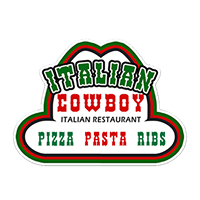 ITALIAN
COWBOY
ITALIAN RESTAURANT
PIZZA PASTA RIBS